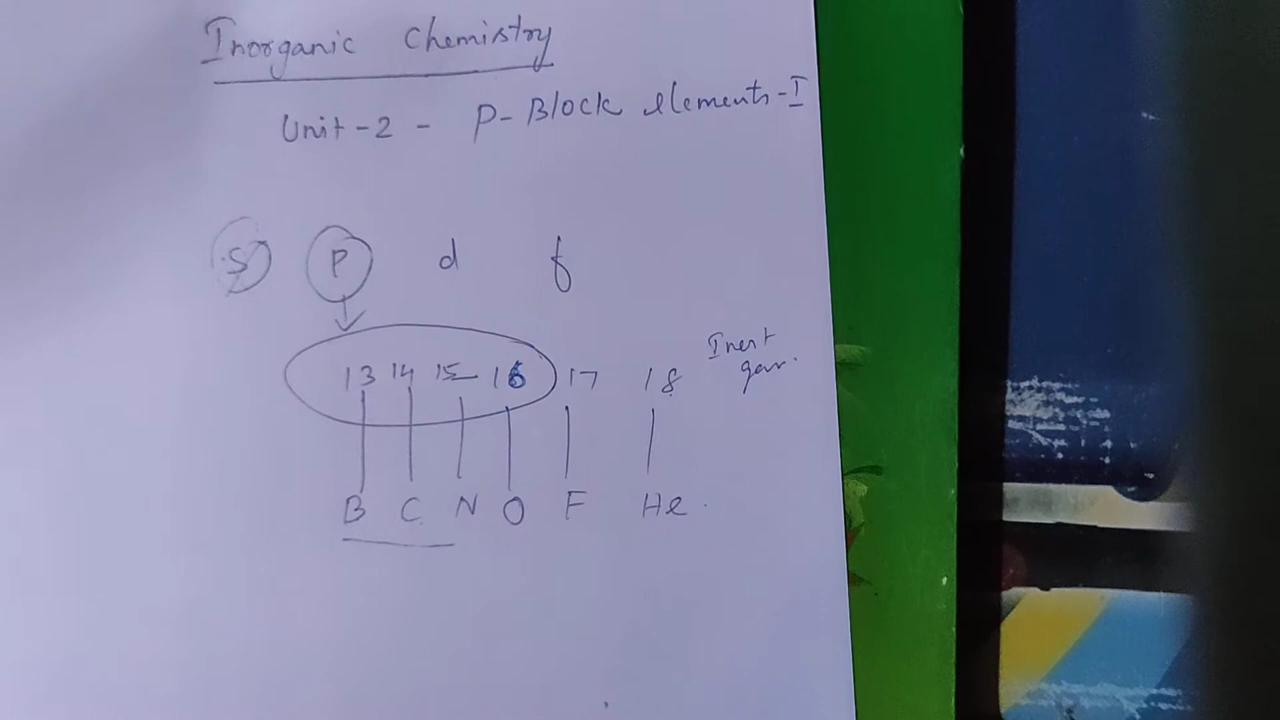 Inorganic Chemistry
Unit-2 - P-Block elements-I
S P d f
13 14 15 16 17 18 Inert
gas.
B C N O F He.